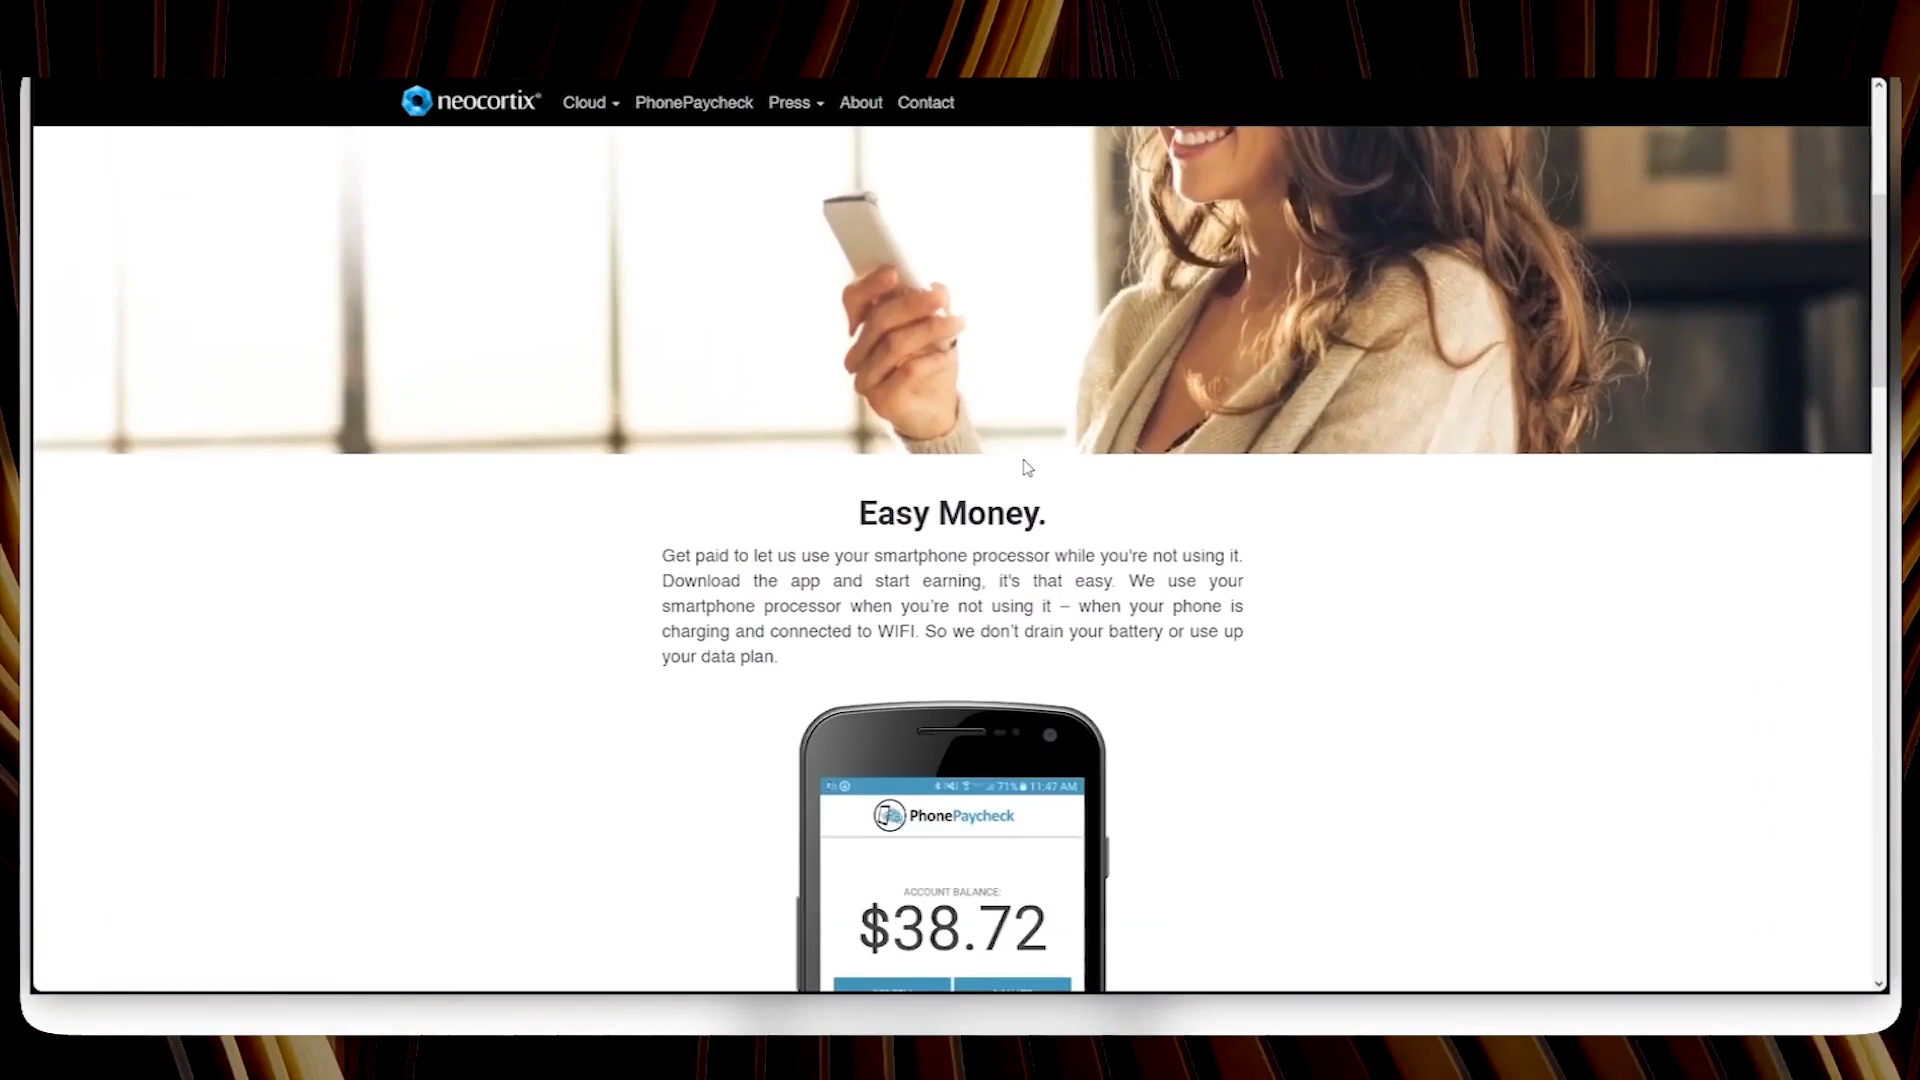 neocortix® Cloud PhonePaycheck Press About Contact
Easy Money.
Get paid to let us use your smartphone processor while you're not using it.
Download the app and start earning, it's that easy. We use your
smartphone processor when you're not using it – when your phone is
charging and connected to WIFI. So we don't drain your battery or use up
your data plan.
71% 11:47 AM
PhonePaycheck
ACCOUNT BALANCE:
$38.72